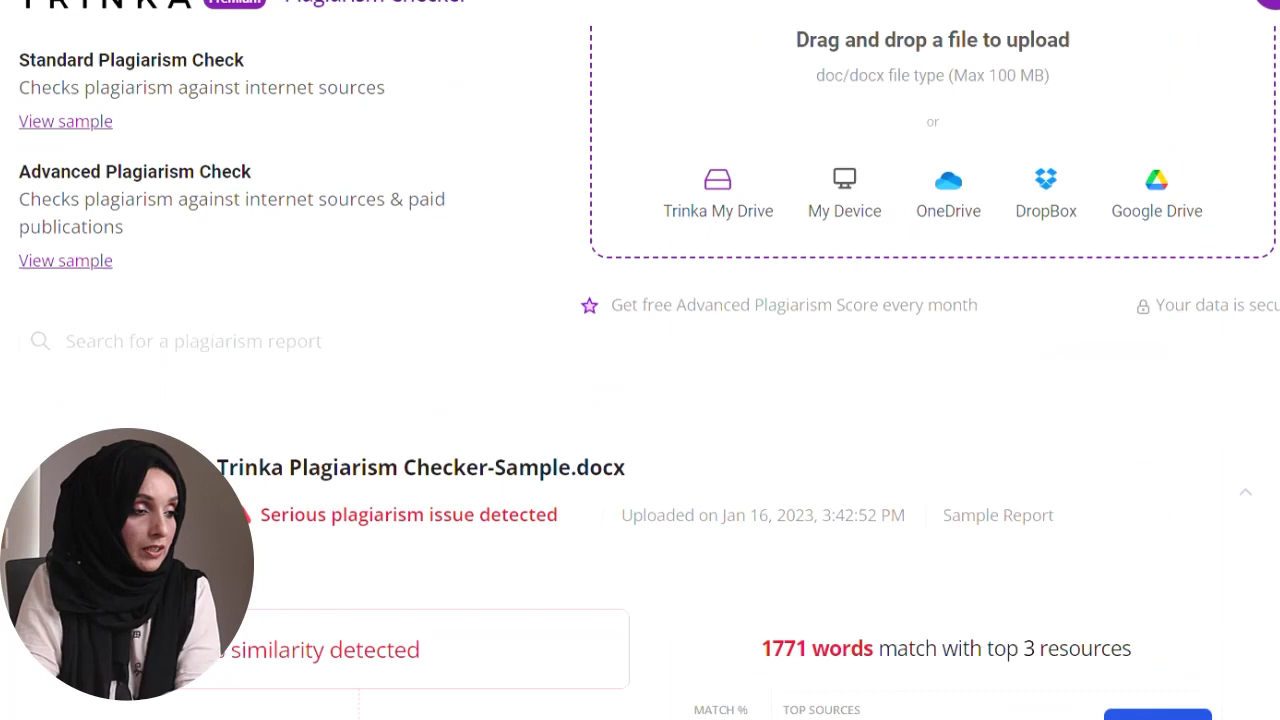 TRINKA Premium Plagiarism Checker
Standard Plagiarism Check
Checks plagiarism against internet sources
View sample
Advanced Plagiarism Check
Checks plagiarism against internet sources & paid
publications
View sample
Drag and drop a file to upload
doc/docx file type (Max 100 MB)
or
Trinka My Drive
My Device
OneDrive
DropBox
Google Drive
Get free Advanced Plagiarism Score every month
Your data is secu
Search for a plagiarism report
Trinka Plagiarism Checker-Sample.docx
Serious plagiarism issue detected
Uploaded on Jan 16, 2023, 3:42:52 PM
Sample Report
similarity detected
1771 words match with top 3 resources
MATCH %
TOP SOURCES